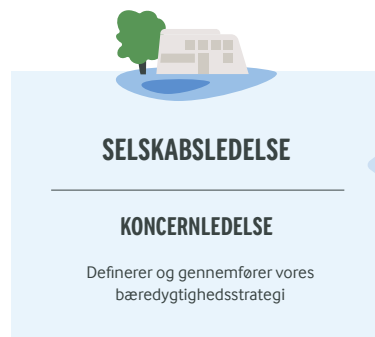 SELSKABSLEDELSE
KONCERNLEDELSE
Definerer og gennemfører vores
bæredygtighedsstrategi